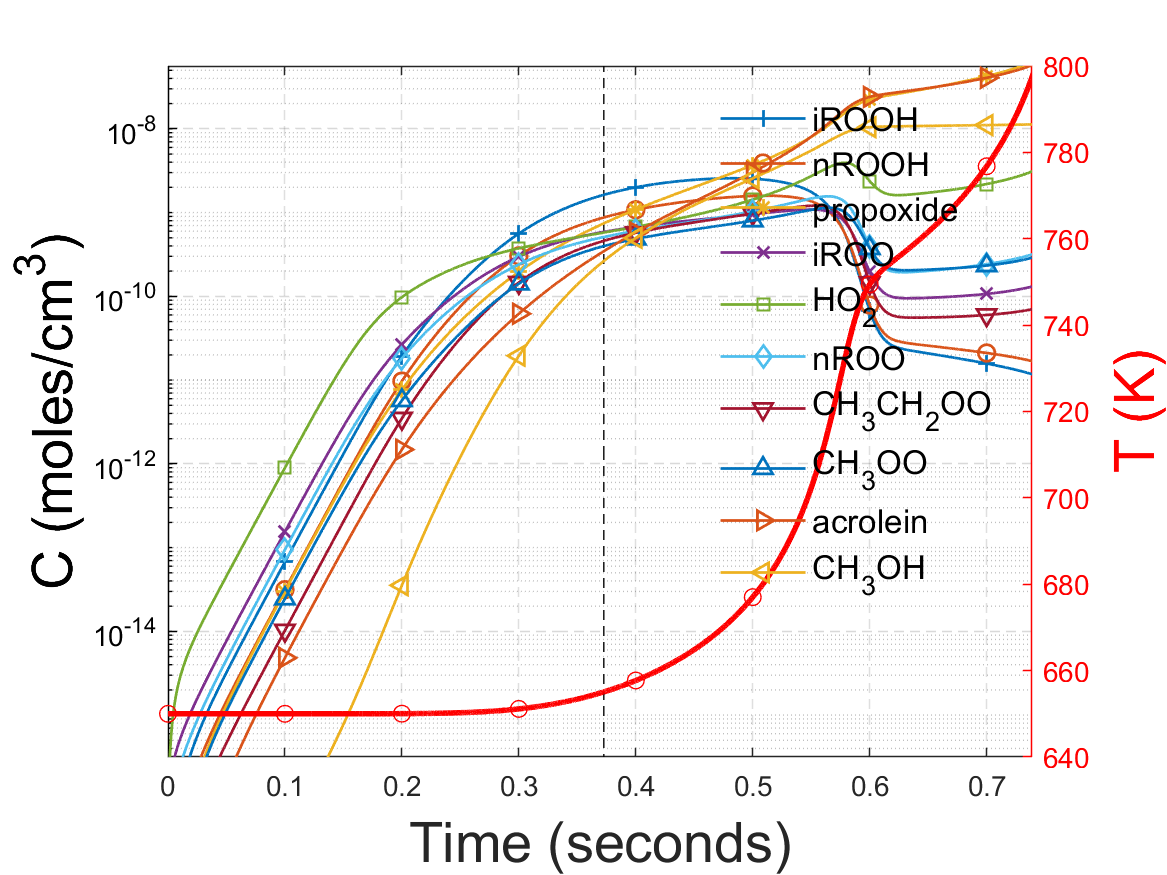 C (moles/cm³)
10⁻⁸
10⁻¹⁰
10⁻¹²
10⁻¹⁴
iROOH
nROOH
propoxide
iROO
HO₂
nROO
CH₃CH₂OO
CH₃OO
acrolein
CH₃OH
800
780
760
740
720
700
680
660
640
T (K)
0 0.1 0.2 0.3 0.4 0.5 0.6 0.7
Time (seconds)